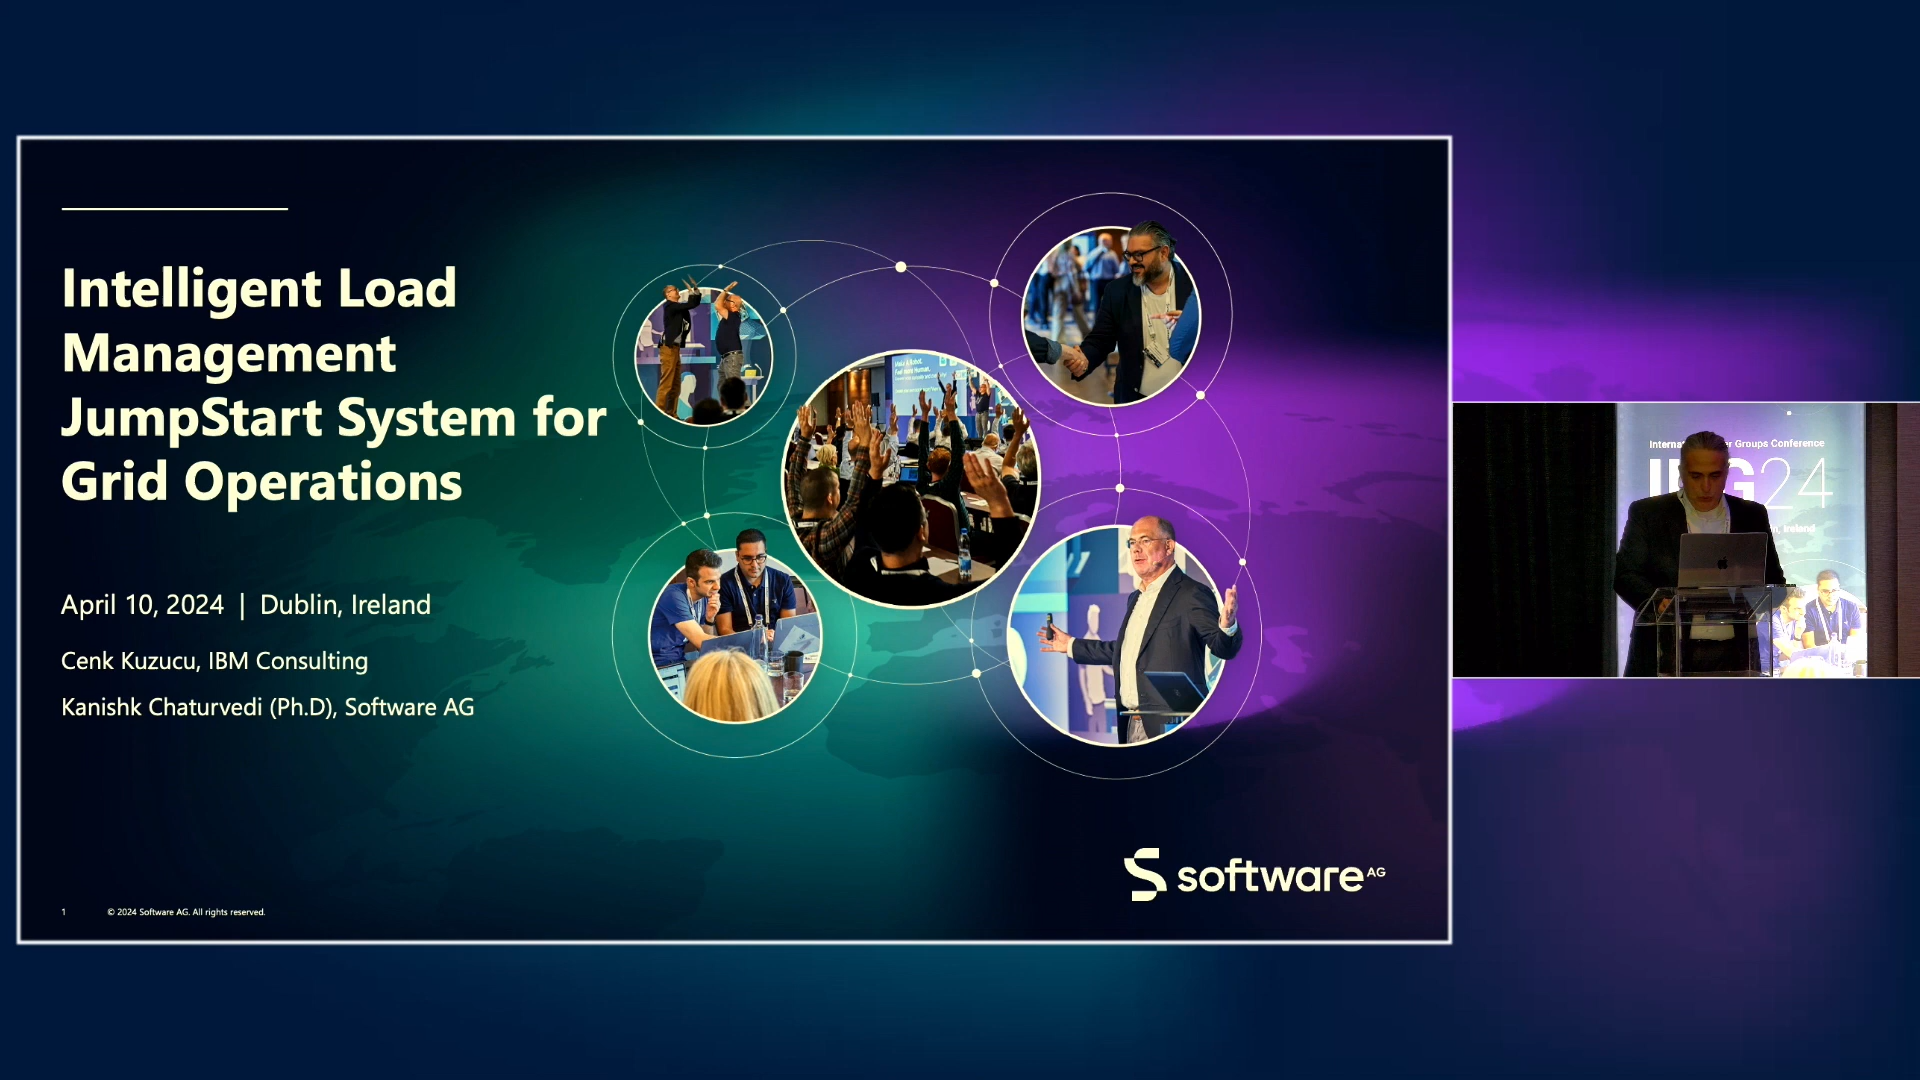 Intelligent Load
Management
JumpStart System for
Grid Operations
April 10, 2024 | Dublin, Ireland
Cenk Kuzucu, IBM Consulting
Kanishk Chaturvedi (Ph.D), Software AG
1 © 2024 Software AG. All rights reserved.
software AG
Groups Conference
24
Ireland